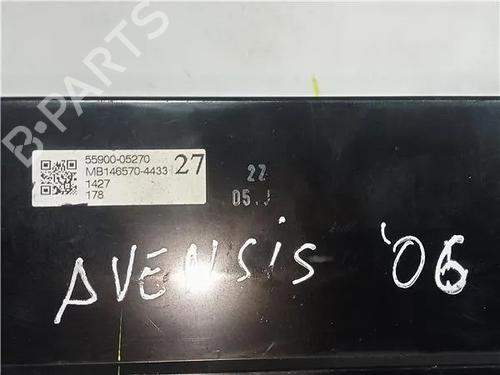 B-PARTS
55900-05270
MB146570-4433
1427
178
27
22
05.J
AVENSiS '06